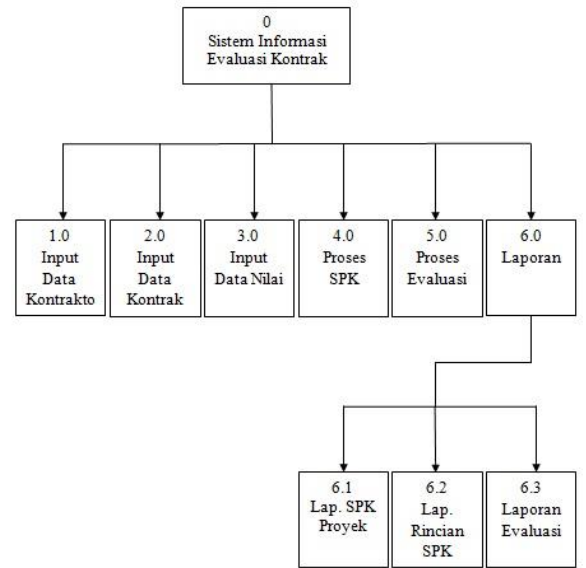 0
Sistem Informasi
Evaluasi Kontrak
1.0
Input
Data
Kontrakto
2.0
Input
Data
Kontrak
3.0
Input
Data Nilai
4.0
Proses
SPK
5.0
Proses
Evaluasi
6.0
Laporan
6.1
Lap. SPK
Proyek
6.2
Lap.
Rincian
SPK
6.3
Laporan
Evaluasi